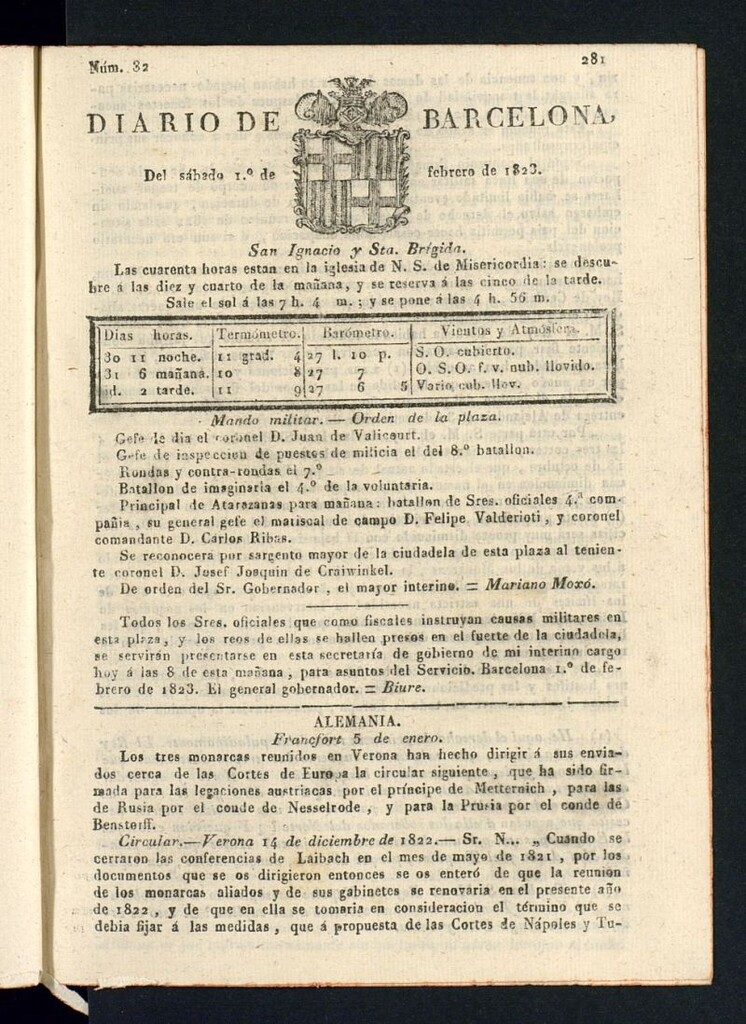 Núm. 32 281
DIARIO DE BARCELONA,
Del sábado 1.º de febrero de 1823.
San Ignacio y Sta. Brígida.
Las cuarenta horas estan en la iglesia de N. S. de Misericordia: se descu-
bre á las diez y cuarto de la mañana, y se reserva á las cinco de la tarde.
Sale el sol á las 7 h. 4 m.; y se pone á las 4 h. 56 m.
Dias horas. Termómetro. Barómetro. Vientos y Atmósfera.
30 11 noche. 11 grad. 4 27 l. 10 p. S. O. cubierto.
31 6 mañana. 10 8 27 7 O. S. O. f. v. nub. llovido.
id. 2 tarde. 11 9 27 6 5 Vario cub. llov.
Mando militar. — Orden de la plaza.
Gefe de dia el coronel D. Juan de Valicourt.
Gefe de inspeccion de puestos de milicia el del 8.º batallon.
Rondas y contra-rondas el 7.º
Batallon de imaginaria el 4.º de la voluntaria.
Principal de Atarazanas para mañana: batallon de Sres. oficiales 4.ª com-
pañia, su general gefe el mariscal de campo D. Felipe Valderioti, y coronel
comandante D. Carlos Ribas.
Se reconocerá por sargento mayor de la ciudadela de esta plaza al tenien-
te coronel D. Josef Joaquin de Craiwinkel.
De orden del Sr. Gobernador, el mayor interino. = Mariano Moxó.
Todos los Sres. oficiales que como fiscales instruyan causas militares en
esta plaza, y los reos de ellas se hallen presos en el fuerte de la ciudadela,
se servirán presentarse en esta secretaría de gobierno de mi interino cargo
hoy á las 8 de esta mañana, para asuntos del Servicio. Barcelona 1.º de fe-
brero de 1823. El general gobernador. = Biure.
ALEMANIA.
Francfort 5 de enero.
Los tres monarcas reunidos en Verona han hecho dirigir á sus envia-
dos cerca de las Cortes de Europa la circular siguiente, que ha sido fir-
mada para las legaciones austriacas por el príncipe de Metternich, para las
de Rusia por el conde de Nesselrode, y para la Prusia por el conde de
Benstorff.
Circular.—Verona 14 de diciembre de 1822.— Sr. N... „Cuando se
cerraron las conferencias de Laibach en el mes de mayo de 1821, por los
documentos que se os dirigieron entonces se os enteró de que la reunion
de los monarcas aliados y de sus gabinetes se renovaria en el presente año
de 1822, y de que en ella se tomaria en consideracion el término que se
debia fijar á las medidas, que á propuesta de las Cortes de Nápoles y Tu-